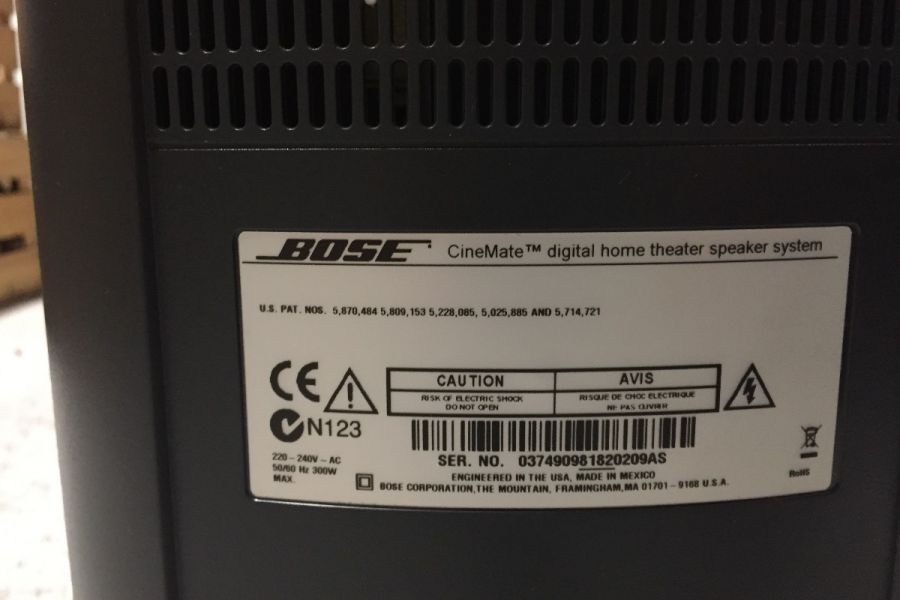 BOSE CineMate™ digital home theater speaker system
U.S. PAT. NOS. 5,870,484 5,809,153 5,228,085, 5,025,885 AND 5,714,721
CE
CAUTION AVIS
RISK OF ELECTRIC SHOCK RISQUE DE CHOC ELECTRIQUE
DO NOT OPEN NE PAS OUVRIR
N123
220-240V~AC
50/60 Hz 300W
MAX.
SER. NO. 037490981820209AS
ENGINEERED IN THE USA, MADE IN MEXICO
BOSE CORPORATION, THE MOUNTAIN, FRAMINGHAM, MA 01701-9168 U.S.A.
RoHS